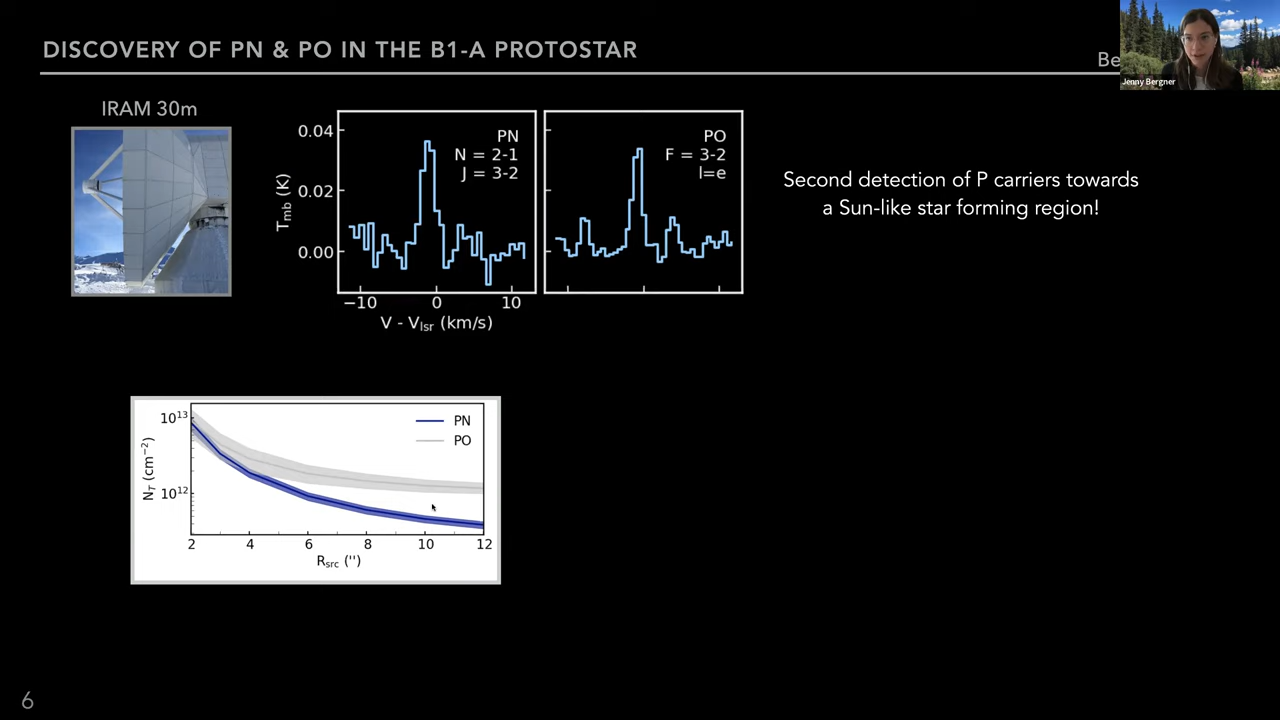 DISCOVERY OF PN & PO IN THE B1-A PROTOSTAR
Be
Jenny Bergner
IRAM 30m
0.04
0.02
0.00
Tmb (K)
PN
N = 2-1
J = 3-2
PO
F = 3-2
l=e
−10
0
10
V - Vlsr (km/s)
Second detection of P carriers towards
a Sun-like star forming region!
10^13
10^12
N_T (cm^−2)
PN
PO
2
4
6
8
10
12
Rsrc ('')
6